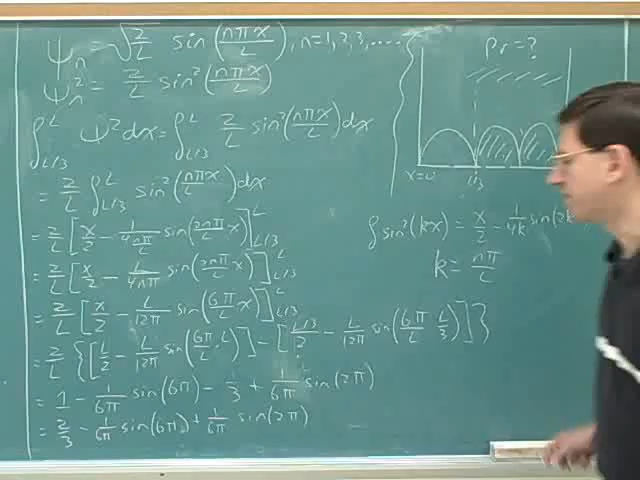 ψₙ = √(2/L) sin(nπx/L), n=1,2,3,.....
ψₙ² = 2/L sin²(nπx/L)
∫_{L/3}^{L} ψ²dx = ∫_{L/3}^{L} 2/L sin²(nπx/L)dx
= 2/L ∫_{L/3}^{L} sin²(nπx/L)dx
= 2/L [x/2 - 1/(4nπ/L) sin(2nπ/L x)]_{L/3}^{L}
= 2/L [x/2 - L/4nπ sin(2nπ/L x)]_{L/3}^{L}
= 2/L [x/2 - L/12π sin(6π/L x)]_{L/3}^{L}
= 2/L {[L/2 - L/12π sin(6π/L · L)] - [L/3/2 - L/12π sin(6π/L · L/3)]}
= 1 - 1/6π sin(6π) - 1/3 + 1/6π sin(2π)
= 2/3 - 1/6π sin(6π) + 1/6π sin(2π)
Pr=?
x=0 L/3
∫sin²(kx) = x/2 - 1/4k sin(2k
k = nπ/L